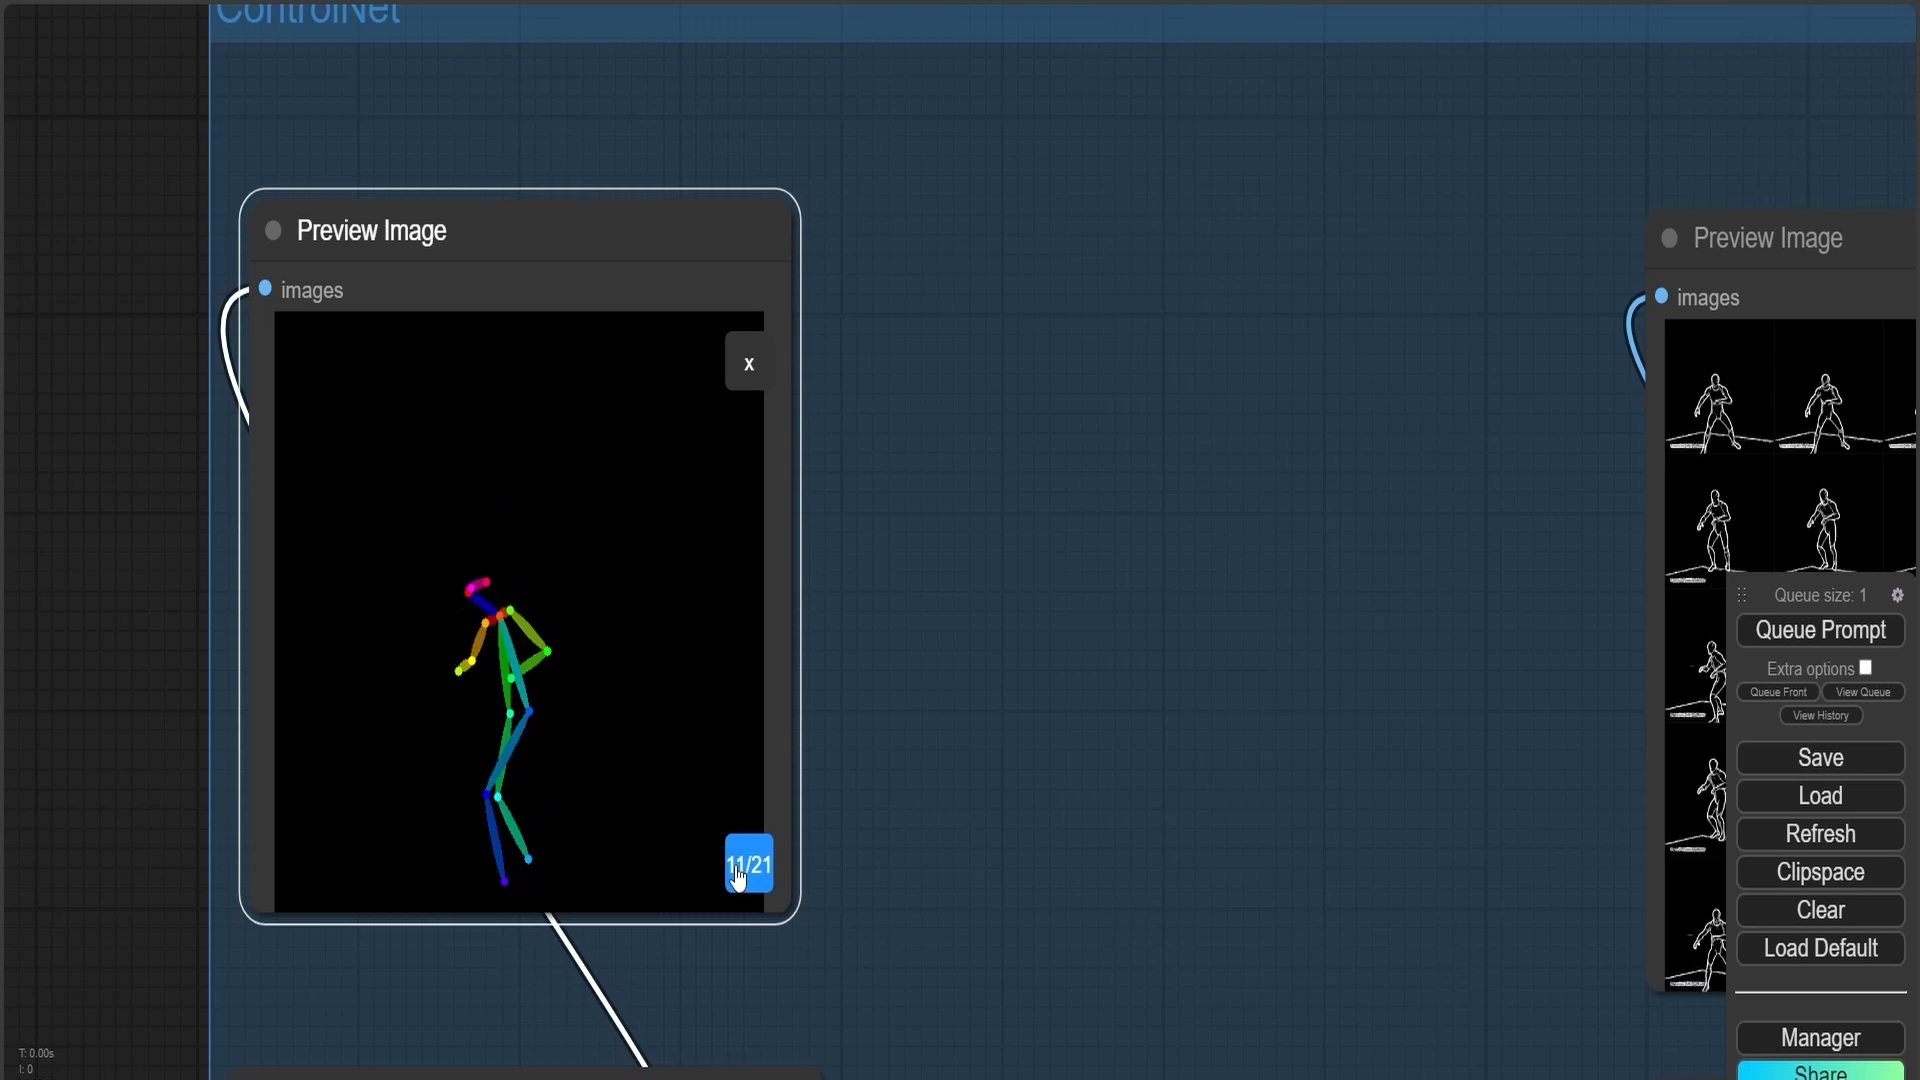 ControlNet
Preview Image
images
x
11/21
Preview Image
images
Queue size: 1
Queue Prompt
Extra options
Queue Front
View Queue
View History
Save
Load
Refresh
Clipspace
Clear
Load Default
Manager
Share
T: 0.00s
I: 0